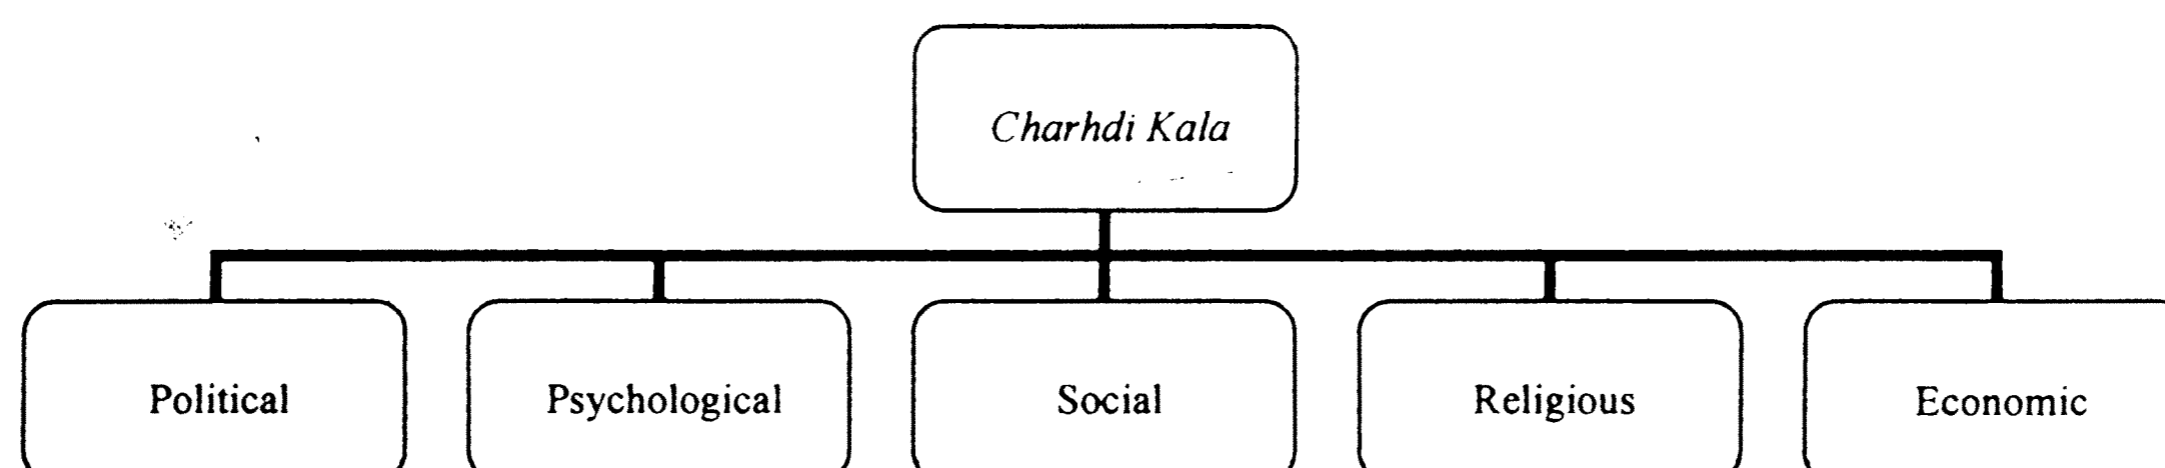 Charhdi Kala
Political
Psychological
Social
Religious
Economic